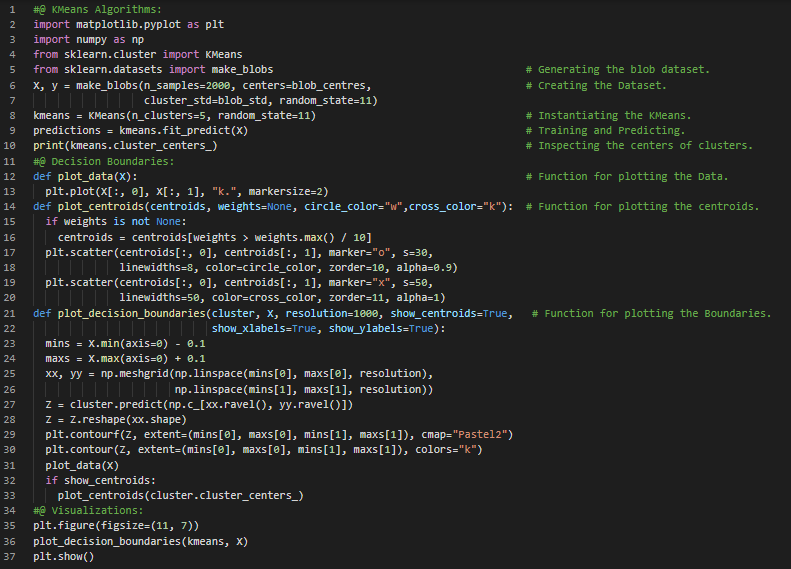 1 #@ KMeans Algorithms:
2 import matplotlib.pyplot as plt
3 import numpy as np
4 from sklearn.cluster import KMeans
5 from sklearn.datasets import make_blobs # Generating the blob dataset.
6 X, y = make_blobs(n_samples=2000, centers=blob_centres, # Creating the Dataset.
7 cluster_std=blob_std, random_state=11)
8 kmeans = KMeans(n_clusters=5, random_state=11) # Instantiating the KMeans.
9 predictions = kmeans.fit_predict(X) # Training and Predicting.
10 print(kmeans.cluster_centers_) # Inspecting the centers of clusters.
11 #@ Decision Boundaries:
12 def plot_data(X): # Function for plotting the Data.
13 plt.plot(X[:, 0], X[:, 1], "k.", markersize=2)
14 def plot_centroids(centroids, weights=None, circle_color="w",cross_color="k"): # Function for plotting the centroids.
15 if weights is not None:
16 centroids = centroids[weights > weights.max() / 10]
17 plt.scatter(centroids[:, 0], centroids[:, 1], marker="o", s=30,
18 linewidths=8, color=circle_color, zorder=10, alpha=0.9)
19 plt.scatter(centroids[:, 0], centroids[:, 1], marker="x", s=50,
20 linewidths=50, color=cross_color, zorder=11, alpha=1)
21 def plot_decision_boundaries(cluster, X, resolution=1000, show_centroids=True, # Function for plotting the Boundaries.
22 show_xlabels=True, show_ylabels=True):
23 mins = X.min(axis=0) - 0.1
24 maxs = X.max(axis=0) + 0.1
25 xx, yy = np.meshgrid(np.linspace(mins[0], maxs[0], resolution),
26 np.linspace(mins[1], maxs[1], resolution))
27 Z = cluster.predict(np.c_[xx.ravel(), yy.ravel()])
28 Z = Z.reshape(xx.shape)
29 plt.contourf(Z, extent=(mins[0], maxs[0], mins[1], maxs[1]), cmap="Pastel2")
30 plt.contour(Z, extent=(mins[0], maxs[0], mins[1], maxs[1]), colors="k")
31 plot_data(X)
32 if show_centroids:
33 plot_centroids(cluster.cluster_centers_)
34 #@ Visualizations:
35 plt.figure(figsize=(11, 7))
36 plot_decision_boundaries(kmeans, X)
37 plt.show()